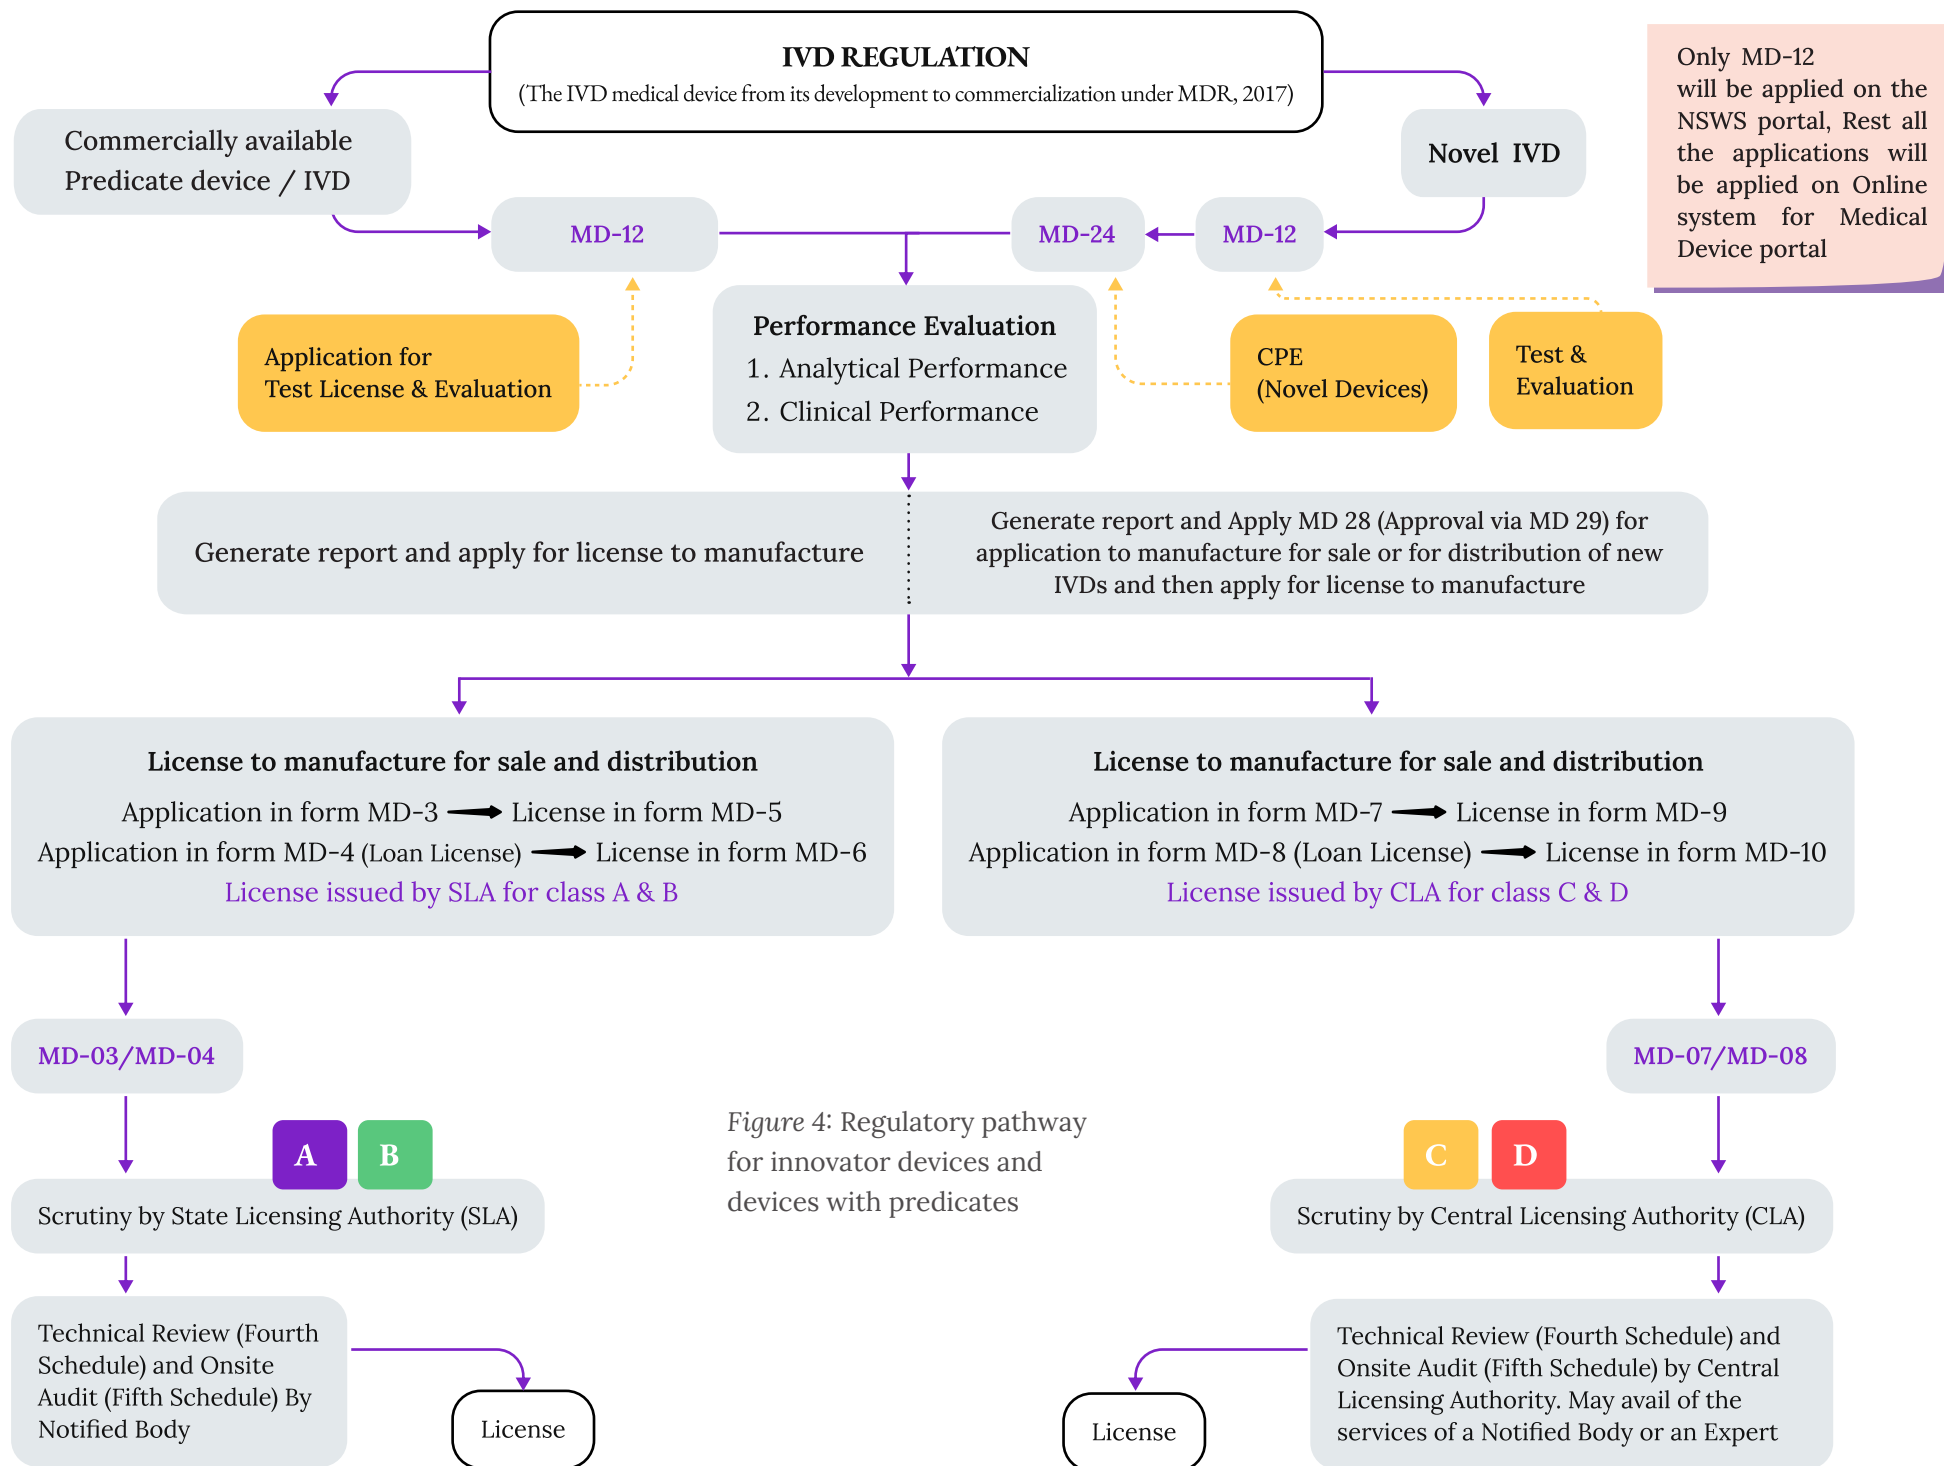 IVD REGULATION
(The IVD medical device from its development to commercialization under MDR, 2017)
Only MD-12
will be applied on the
NSWS portal, Rest all
the applications will
be applied on Online
system for Medical
Device portal
Commercially available
Predicate device / IVD
Novel IVD
MD-12
MD-24
MD-12
Application for
Test License & Evaluation
Performance Evaluation
1. Analytical Performance
2. Clinical Performance
CPE
(Novel Devices)
Test &
Evaluation
Generate report and apply for license to manufacture
Generate report and Apply MD 28 (Approval via MD 29) for
application to manufacture for sale or for distribution of new
IVDs and then apply for license to manufacture
License to manufacture for sale and distribution
Application in form MD-3 → License in form MD-5
Application in form MD-4 (Loan License) → License in form MD-6
License issued by SLA for class A & B
License to manufacture for sale and distribution
Application in form MD-7 → License in form MD-9
Application in form MD-8 (Loan License) → License in form MD-10
License issued by CLA for class C & D
MD-03/MD-04
MD-07/MD-08
A
B
Scrutiny by State Licensing Authority (SLA)
Figure 4: Regulatory pathway
for innovator devices and
devices with predicates
C
D
Scrutiny by Central Licensing Authority (CLA)
Technical Review (Fourth
Schedule) and Onsite
Audit (Fifth Schedule) By
Notified Body
License
License
Technical Review (Fourth Schedule) and
Onsite Audit (Fifth Schedule) by Central
Licensing Authority. May avail of the
services of a Notified Body or an Expert